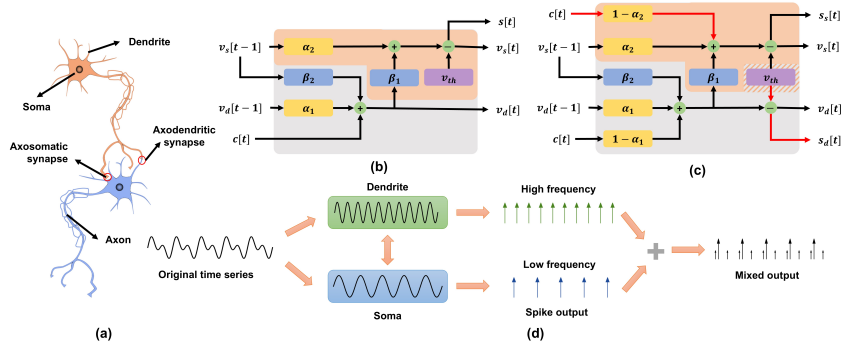 Dendrite
Soma
Axosomatic
synapse
Axodendritic
synapse
Axon
(a)
s[t]
v_s[t − 1]
α_2
+
−
v_s[t]
β_2
β_1
v_th
v_d[t−1]
α_1
+
v_d[t]
c[t]
(b)
c[t]
1 − α_2
s_s[t]
v_s[t−1]
α_2
+
−
v_s[t]
β_2
β_1
v_th
v_d[t−1]
α_1
+
−
v_d[t]
c[t]
1 − α_1
s_d[t]
(c)
Original time series
Dendrite
Soma
High frequency
Low frequency
Spike output
+
Mixed output
(d)